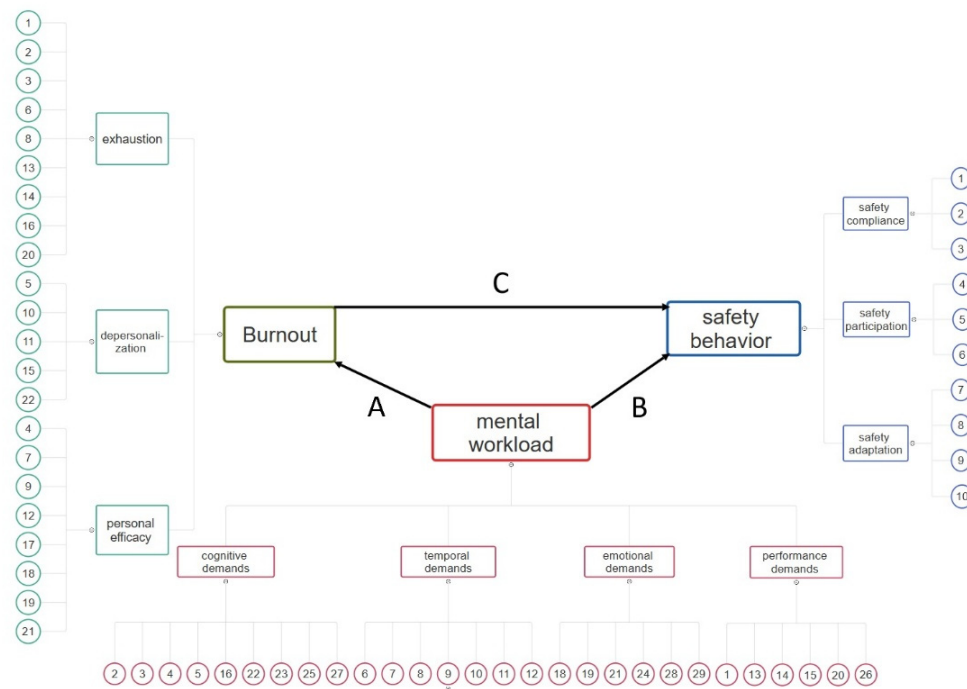 1
2
3
6
8
13
14
16
20
exhaustion
5
10
11
15
22
depersonali-
zation
4
7
9
12
17
18
19
21
personal
efficacy
Burnout
C
A
B
mental
workload
safety
behavior
safety
compliance
1
2
3
safety
participation
4
5
6
safety
adaptation
7
8
9
10
cognitive
demands
temporal
demands
emotional
demands
performance
demands
2 3 4 5 16 22 23 25 27 6 7 8 9 10 11 12 18 19 21 24 28 29 1 13 14 15 20 26